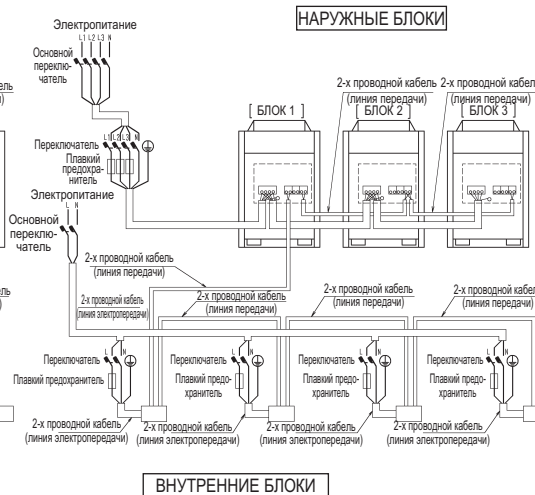 НАРУЖНЫЕ БЛОКИ
Электропитание
L1 L2 L3 N
Основной
переклю-
чатель
Переключатель
L1 L2 L3 N
Плавкий
предохра-
нитель
[ БЛОК 1 ]
2-х проводной кабель
(линия передачи)
[ БЛОК 2 ]
2-х проводной кабель
(линия передачи)
[ БЛОК 3 ]
Электропитание
L N
Основной
переклю-
чатель
2-х проводной кабель
(линия передачи)
2-х проводной кабель
(линия электропередачи)
2-х проводной кабель
(линия передачи)
2-х проводной кабель
(линия передачи)
2-х проводной кабель
(линия передачи)
Переключатель
L N
Плавкий предохранитель
Переключатель
L N
Плавкий предо-
хранитель
Переключатель
L N
Плавкий предо-
хранитель
Переключатель
L N
Плавкий предо-
хранитель
2-х проводной кабель
(линия электропередачи)
2-х проводной кабель
(линия электропередачи)
2-х проводной кабель
(линия электропередачи)
2-х проводной кабель
(линия электропередачи)
ВНУТРЕННИЕ БЛОКИ